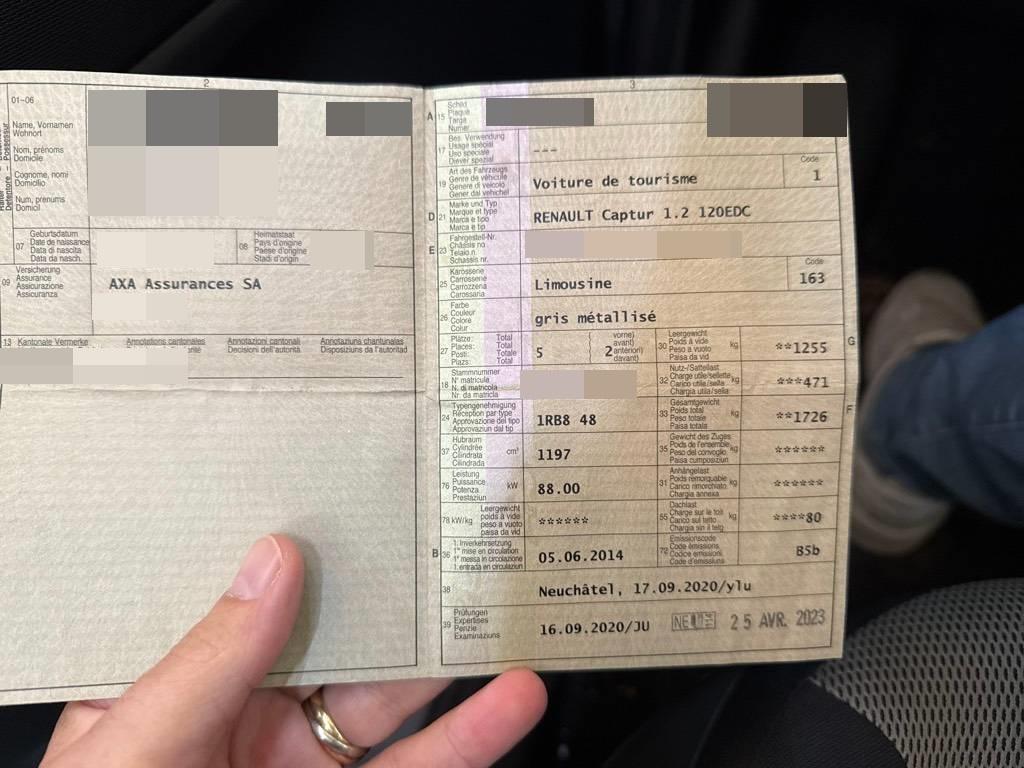 2
01-06
Name, Vornamen
Wohnort
Nom, prénoms
Domicile
Cognome, nomi
Domicilio
Num, prenums
Domicil
07
Geburtsdatum
Date de naissance
Data di nascita
Data da nasch.
08
Heimatstaat
Pays d'origine
Paese d'origine
Stadi d'origin
09
Versicherung
Assurance
Assicurazione
Assicuranza
AXA Assurances SA
13 Kantonale Vermerke
Annotations cantonales
Annotazioni cantonali
Decisioni dell'autorità
Annotaziuns chantunalas
Disposiziuns da l'autoritad
3
A 15
Schild
Plaque
Targa
Numer
17
Bes. Verwendung
Usage spécial
Uso speciale
Diever spezial
---
19
Art des Fahrzeugs
Genre de véhicule
Genere di veicolo
Gener dal vehichel
Voiture de tourisme
Code
1
D 21
Marke und Typ
Marque et type
Marca e tipo
Marca e tip
RENAULT Captur 1.2 120EDC
E 23
Fahrgestell-Nr.
Châssis no
Telaio n.
Schassis nr.
25
Karosserie
Carrosserie
Carrozzeria
Carossaria
Limousine
Code
163
26
Farbe
Couleur
Colore
Colur
gris métallisé
27
Plätze: Total
Places: Total
Posti: Totale
Plazs: Total
5
2
vorne)
avant)
anteriori)
davant)
30
Leergewicht
Poids à vide
Peso a vuoto
Paisa da vid
kg
**1255
G
18
Stammnummer
N° matricule
N. di matricola
Nr. da matricla
32
Nutz-/Sattellast
Charge utile/sellette
Carico utile/sella
Chargia utila/sella
kg
***471
24
Typengenehmigung
Réception par type
Approvazione del tipo
Approvaziun dal tip
1RB8 48
33
Gesamtgewicht
Poids total
Peso totale
Paisa totala
kg
**1726
F
37
Hubraum
Cylindrée
Cilindrata
Cilindrada
cm³
1197
35
Gewicht des Zuges
Poids de l'ensemble
Peso del convoglio
Paisa cumposiziun
kg
******
76
Leistung
Puissance
Potenza
Prestaziun
kW
88.00
31
Anhängelast
Poids remorquable
Carico rimorchiato
Chargia annexa
kg
******
78 kW/kg
Leergewicht
poids à vide
peso a vuoto
paisa da vid
******
55
Dachlast
Charge sur le toit
Carico sul tetto
Chargia sin il tetg
kg
****80
B 36
1. Inverkehrsetzung
1re mise en circulation
1a messa in circolazione
1. entrada en circulaziun
05.06.2014
72
Emissionscode
Code émissions
Codice emissioni
Code d'emissiuns
B5b
38
Neuchâtel, 17.09.2020/ylu
39
Prüfungen
Expertises
Perizie
Examinaziuns
16.09.2020/JU
25 AVR. 2023